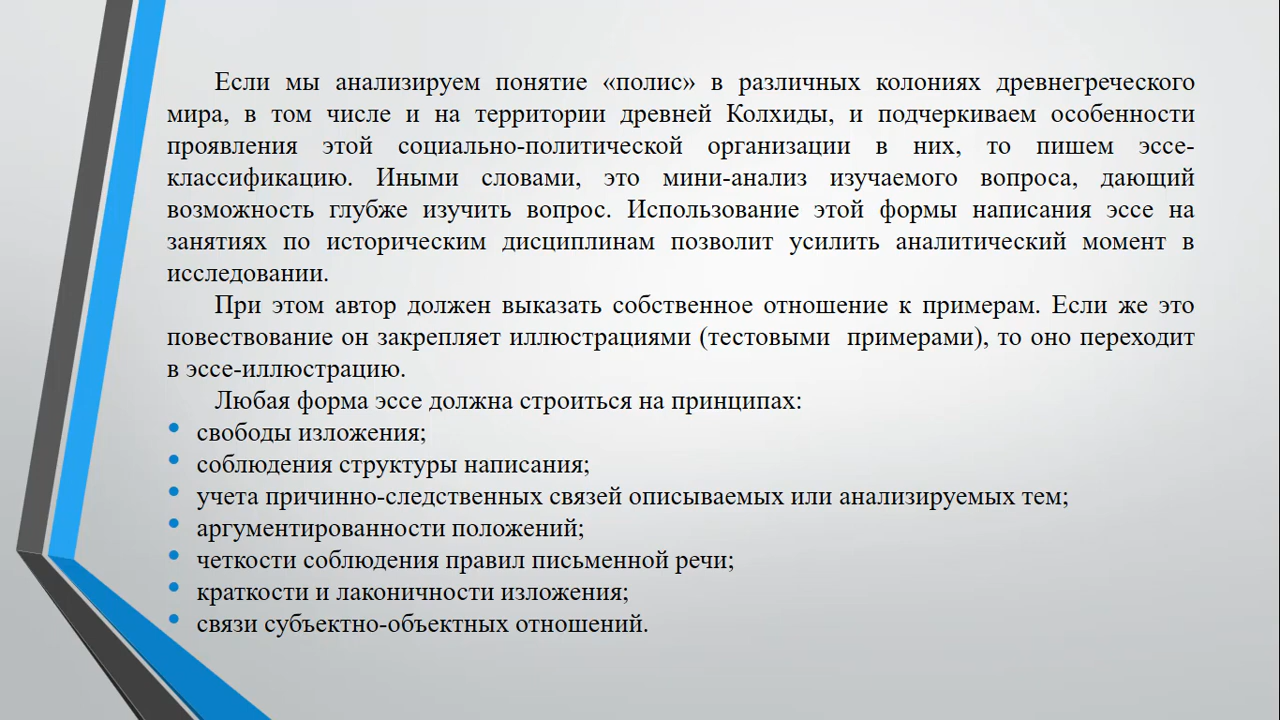 Если мы анализируем понятие «полис» в различных колониях древнегреческого
мира, в том числе и на территории древней Колхиды, и подчеркиваем особенности
проявления этой социально-политической организации в них, то пишем эссе-
классификацию. Иными словами, это мини-анализ изучаемого вопроса, дающий
возможность глубже изучить вопрос. Использование этой формы написания эссе на
занятиях по историческим дисциплинам позволит усилить аналитический момент в
исследовании.
При этом автор должен выказать собственное отношение к примерам. Если же это
повествование он закрепляет иллюстрациями (тестовыми примерами), то оно переходит
в эссе-иллюстрацию.
Любая форма эссе должна строиться на принципах:
• свободы изложения;
• соблюдения структуры написания;
• учета причинно-следственных связей описываемых или анализируемых тем;
• аргументированности положений;
• четкости соблюдения правил письменной речи;
• краткости и лаконичности изложения;
• связи субъектно-объектных отношений.